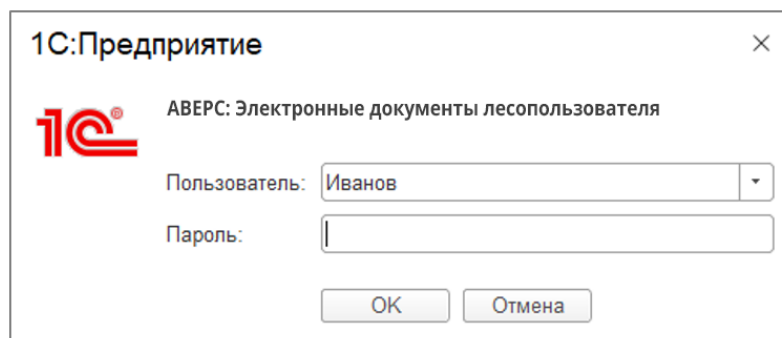 1С:Предприятие
1С®
АВЕРС: Электронные документы лесопользователя
Пользователь: Иванов
Пароль:
OK Отмена